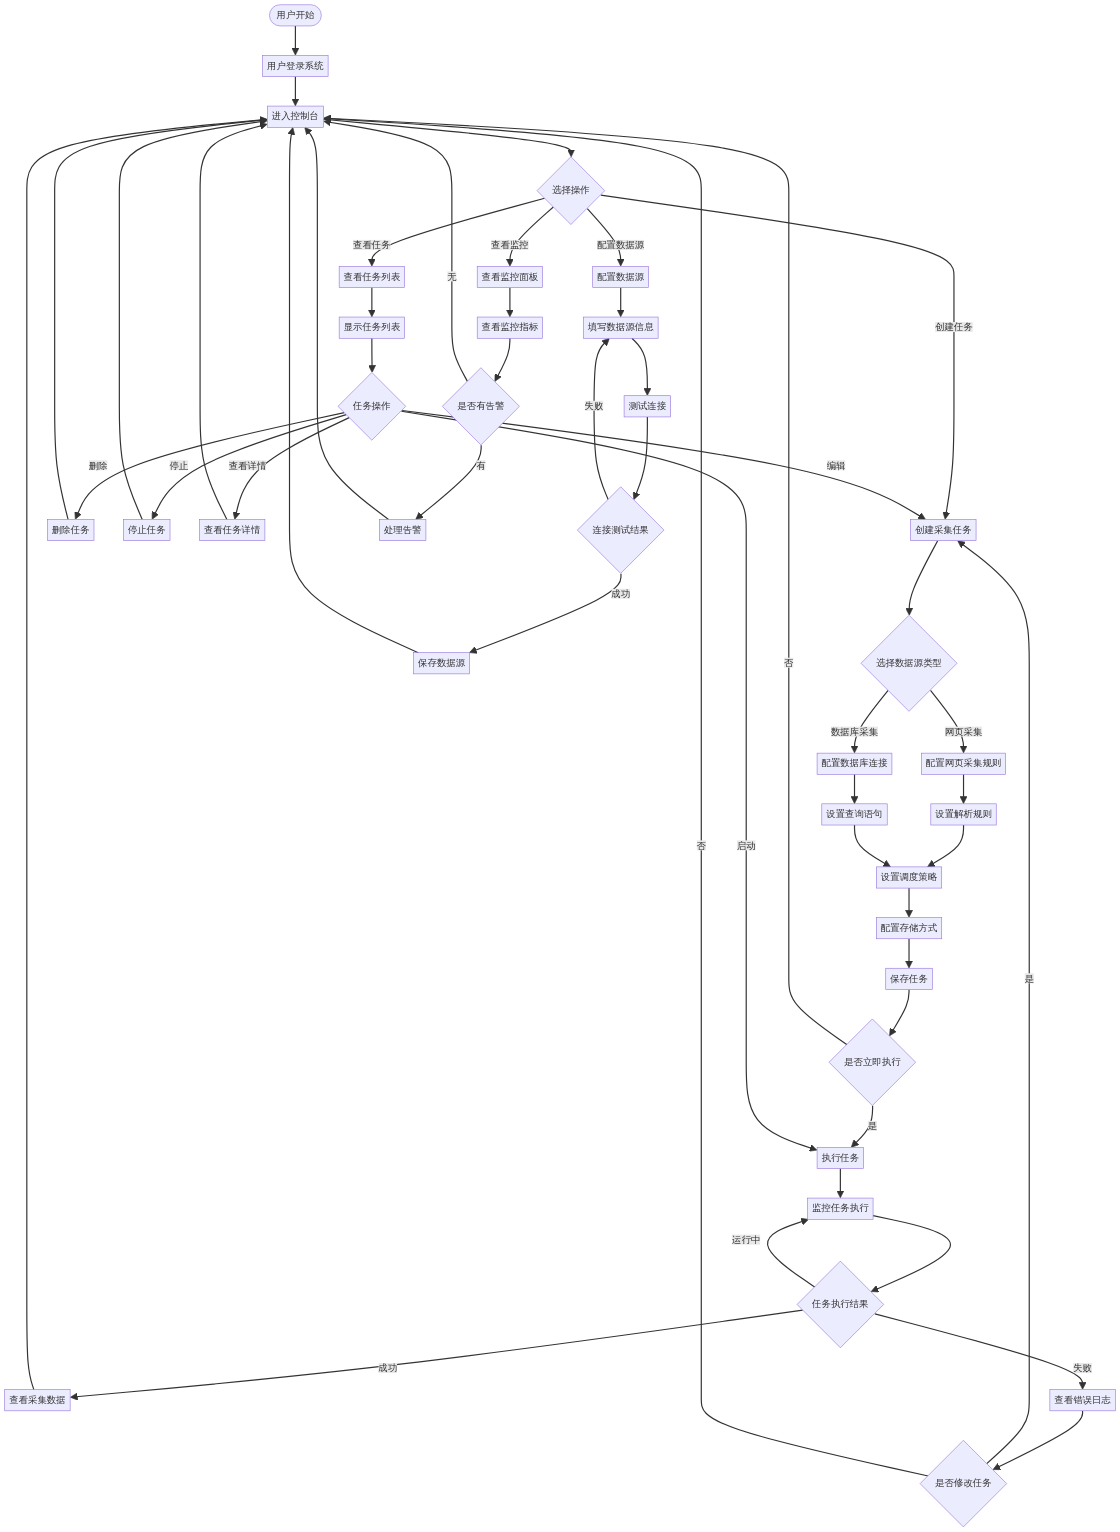 用户开始
用户登录系统
进入控制台
选择操作
查看任务
查看监控
配置数据源
查看任务列表
查看监控面板
配置数据源
无
显示任务列表
查看监控指标
填写数据源信息
创建任务
任务操作
是否有告警
失败
测试连接
删除
停止
查看详情
有
编辑
删除任务
停止任务
查看任务详情
处理告警
连接测试结果
创建采集任务
成功
保存数据源
否
选择数据源类型
数据库采集
网页采集
配置数据库连接
配置网页采集规则
设置查询语句
设置解析规则
否
启动
设置调度策略
配置存储方式
保存任务
是
是否立即执行
是
执行任务
监控任务执行
运行中
任务执行结果
成功
失败
查看采集数据
查看错误日志
是否修改任务